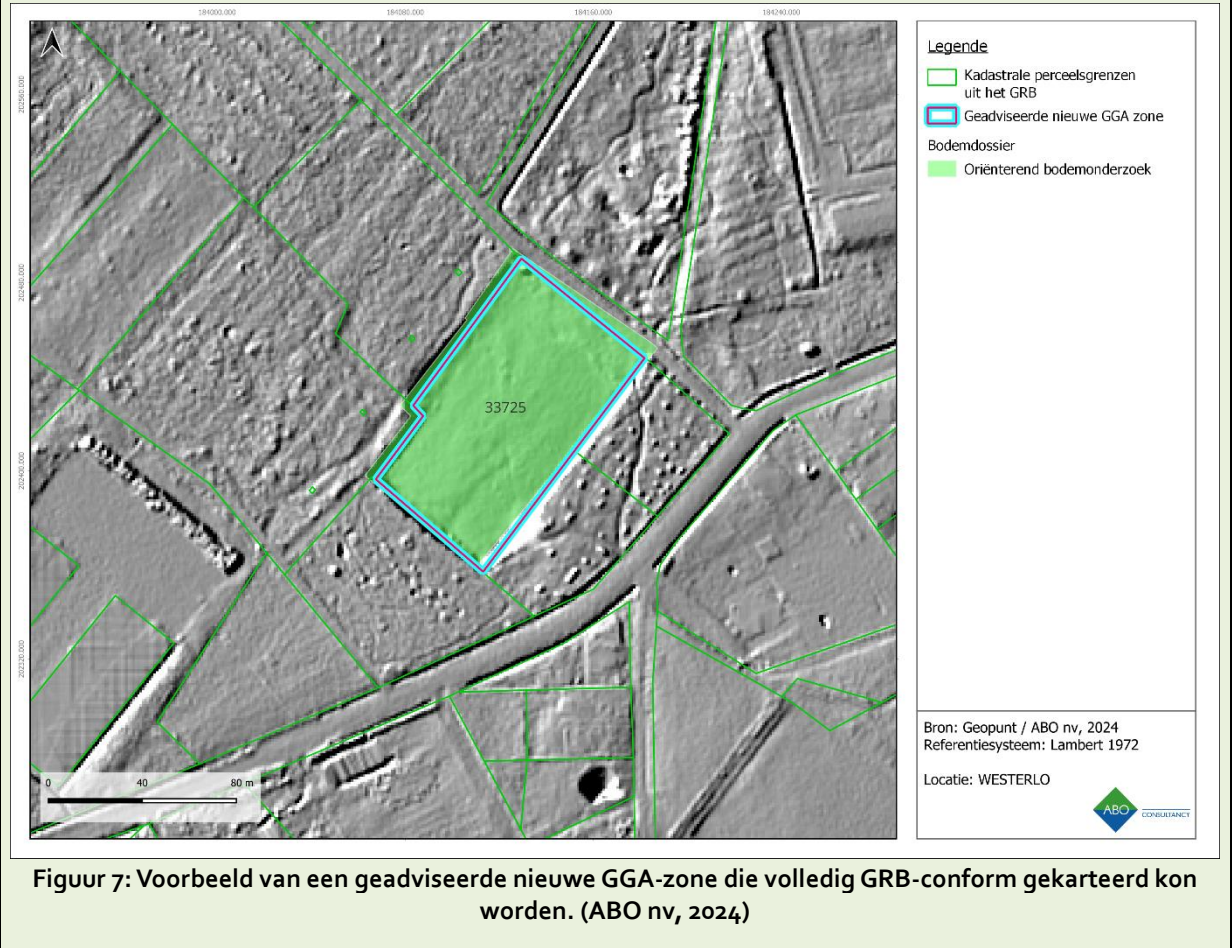 184000.000 184080.000 184160.000 184240.000
202560.000
202480.000
202400.000
202320.000
33725
0 40 80 m
Legende
Kadastrale perceelsgrenzen
uit het GRB
Geadviseerde nieuwe GGA zone
Bodemdossier
Oriënterend bodemonderzoek
Bron: Geopunt / ABO nv, 2024
Referentiesysteem: Lambert 1972
Locatie: WESTERLO
ABO CONSULTANCY
Figuur 7: Voorbeeld van een geadviseerde nieuwe GGA-zone die volledig GRB-conform gekarteerd kon
worden. (ABO nv, 2024)